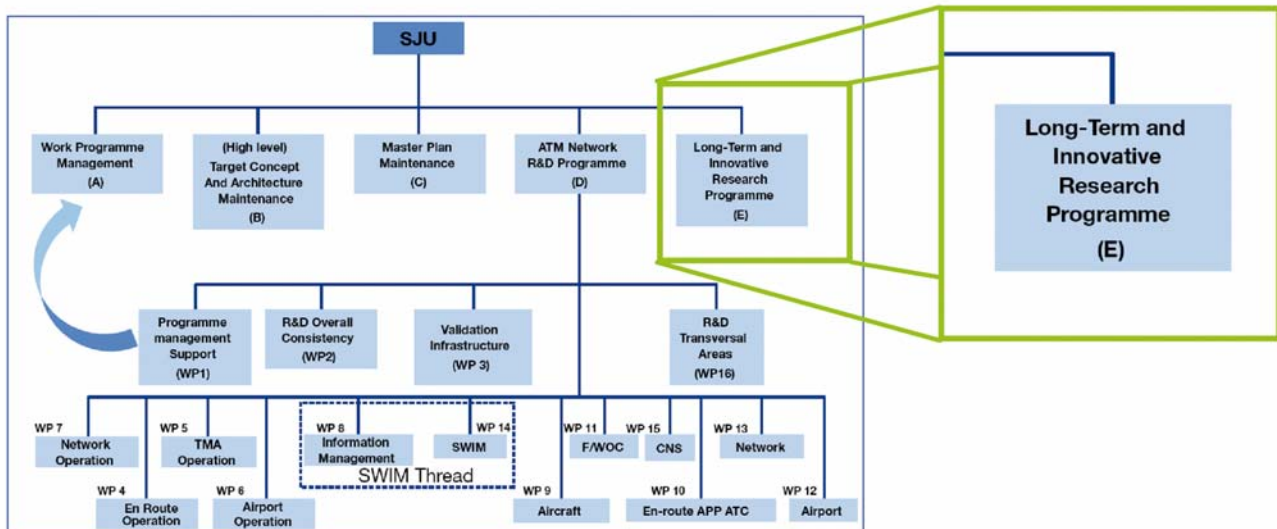 SJU
Work Programme
Management
(A)
(High level)
Target Concept
And Architecture
Maintenance
(B)
Master Plan
Maintenance
(C)
ATM Network
R&D Programme
(D)
Long-Term and
Innovative
Research
Programme
(E)
Long-Term and
Innovative
Research
Programme
(E)
Programme
management
Support
(WP1)
R&D Overall
Consistency
(WP2)
Validation
Infrastructure
(WP 3)
R&D
Transversal
Areas
(WP16)
WP 7
Network
Operation
WP 5
TMA
Operation
WP 8
Information
Management
WP 14
SWIM
SWIM Thread
WP 11
F/WOC
WP 15
CNS
WP 13
Network
WP 4
En Route
Operation
WP 6
Airport
Operation
WP 9
Aircraft
WP 10
En-route APP ATC
WP 12
Airport